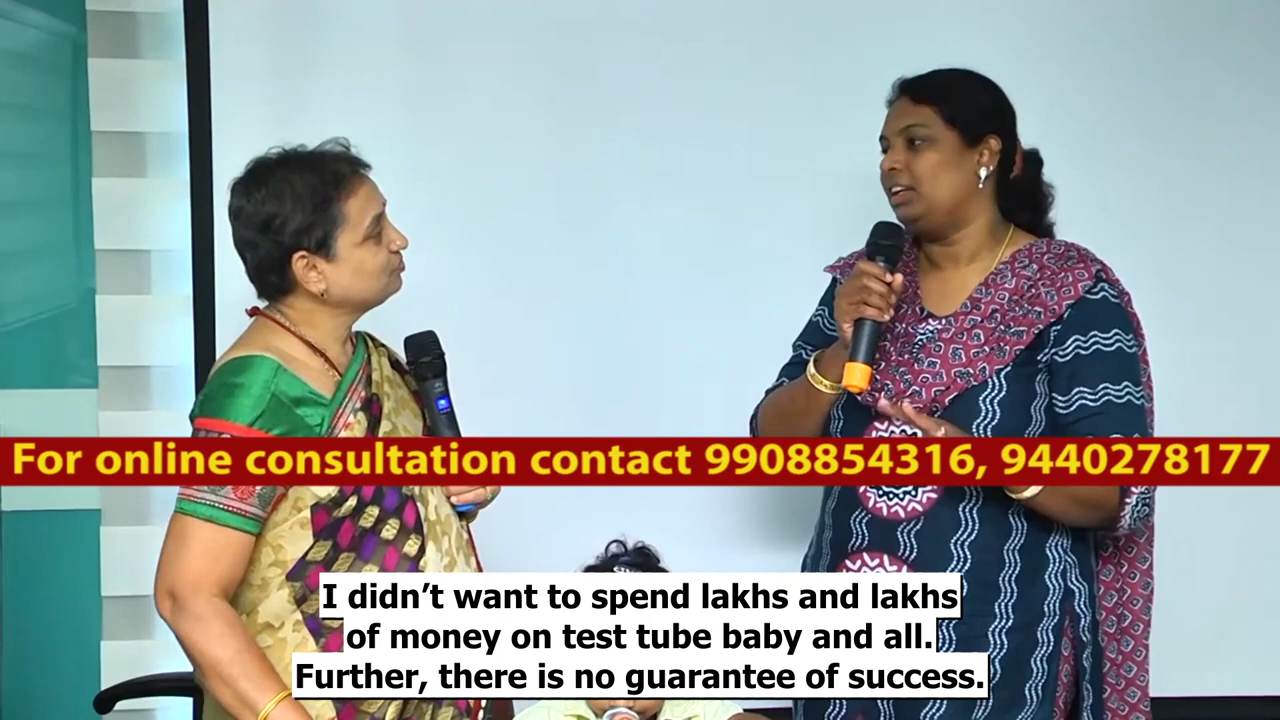 For online consultation contact 9908854316, 9440278177
I didn’t want to spend lakhs and lakhs
of money on test tube baby and all.
Further, there is no guarantee of success.